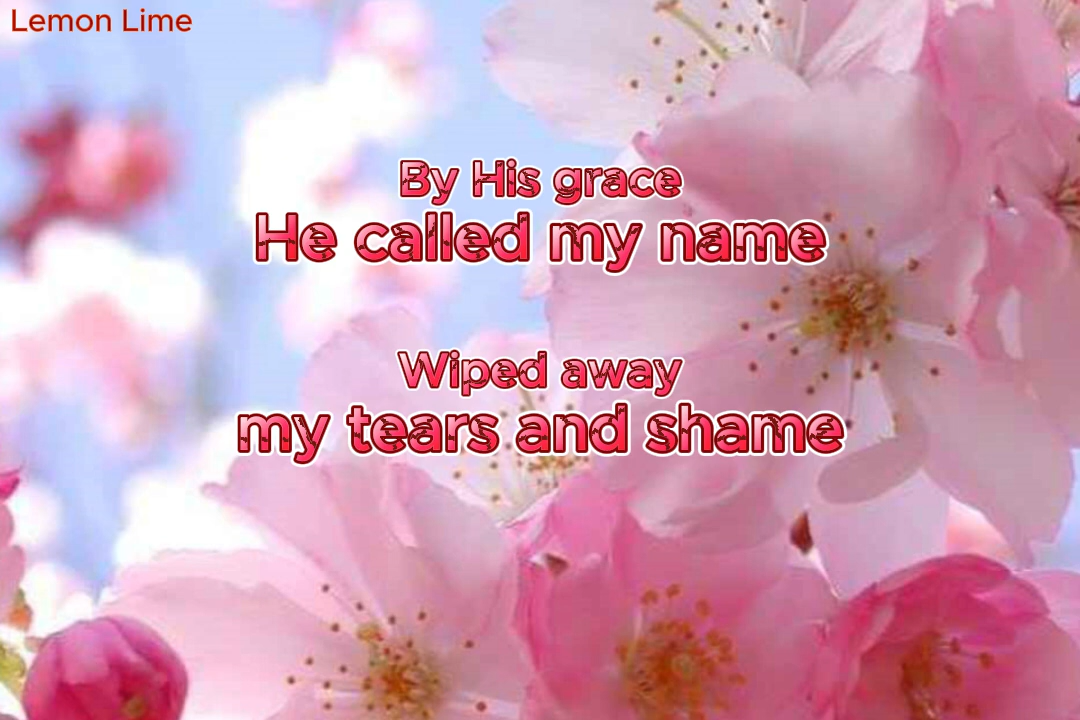 Lemon Lime
By His grace
He called my name
Wiped away
my tears and shame